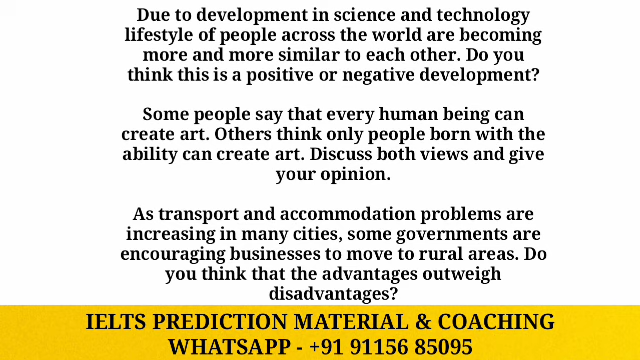 Due to development in science and technology
lifestyle of people across the world are becoming
more and more similar to each other. Do you
think this is a positive or negative development?
Some people say that every human being can
create art. Others think only people born with the
ability can create art. Discuss both views and give
your opinion.
As transport and accommodation problems are
increasing in many cities, some governments are
encouraging businesses to move to rural areas. Do
you think that the advantages outweigh
disadvantages?
IELTS PREDICTION MATERIAL & COACHING
WHATSAPP - +91 91156 85095